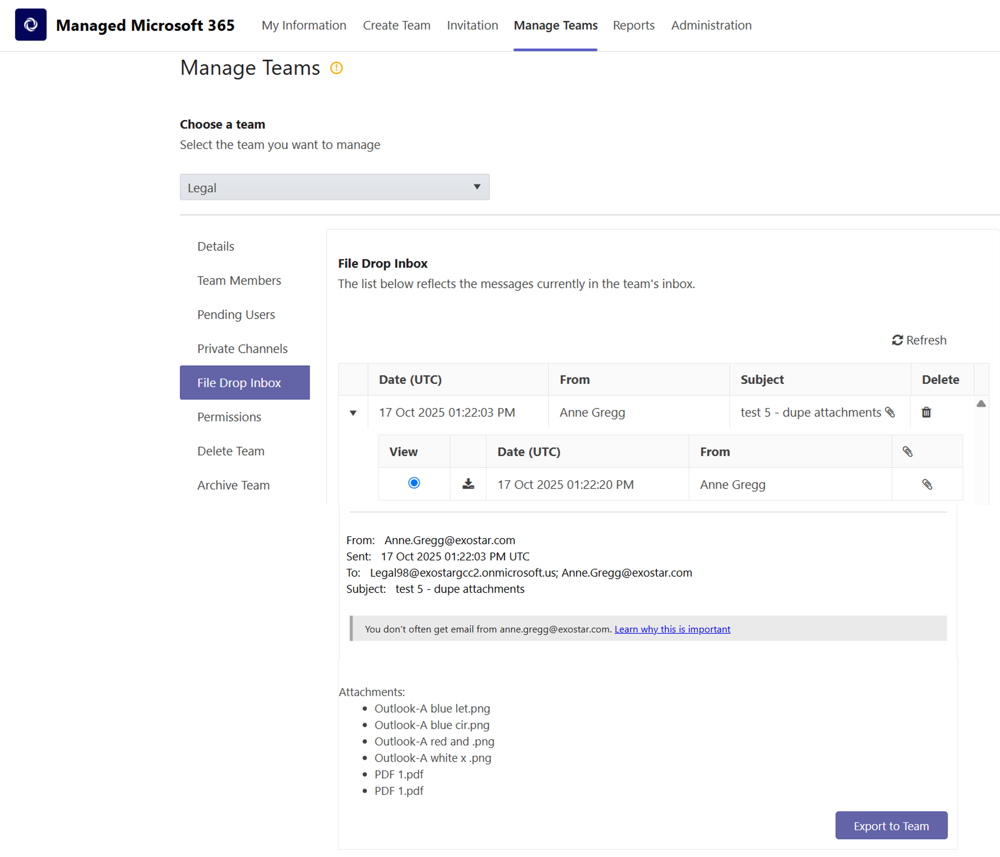 Managed Microsoft 365 My Information Create Team Invitation Manage Teams Reports Administration
Manage Teams
Choose a team
Select the team you want to manage
Legal
Details
Team Members
Pending Users
Private Channels
File Drop Inbox
Permissions
Delete Team
Archive Team
File Drop Inbox
The list below reflects the messages currently in the team's inbox.
Refresh
Date (UTC) From Subject Delete
17 Oct 2025 01:22:03 PM Anne Gregg test 5 - dupe attachments
View Date (UTC) From
17 Oct 2025 01:22:20 PM Anne Gregg
From: Anne.Gregg@exostar.com
Sent: 17 Oct 2025 01:22:03 PM UTC
To: Legal98@exostargcc2.onmicrosoft.us; Anne.Gregg@exostar.com
Subject: test 5 - dupe attachments
You don't often get email from anne.gregg@exostar.com. Learn why this is important
Attachments:
Outlook-A blue let.png
Outlook-A blue cir.png
Outlook-A red and .png
Outlook-A white x .png
PDF 1.pdf
PDF 1.pdf
Export to Team